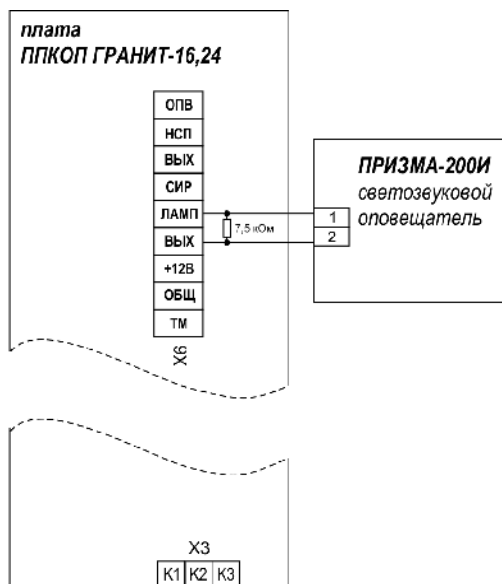 плата
ППКОП ГРАНИТ-16,24
ОПВ
НСП
ВЫХ
СИР
ЛАМП
ВЫХ
+12В
ОБЩ
ТМ
Х6
7,5 кОм
1
2
ПРИЗМА-200И
светозвуковой
оповещатель
Х3
К1 К2 К3